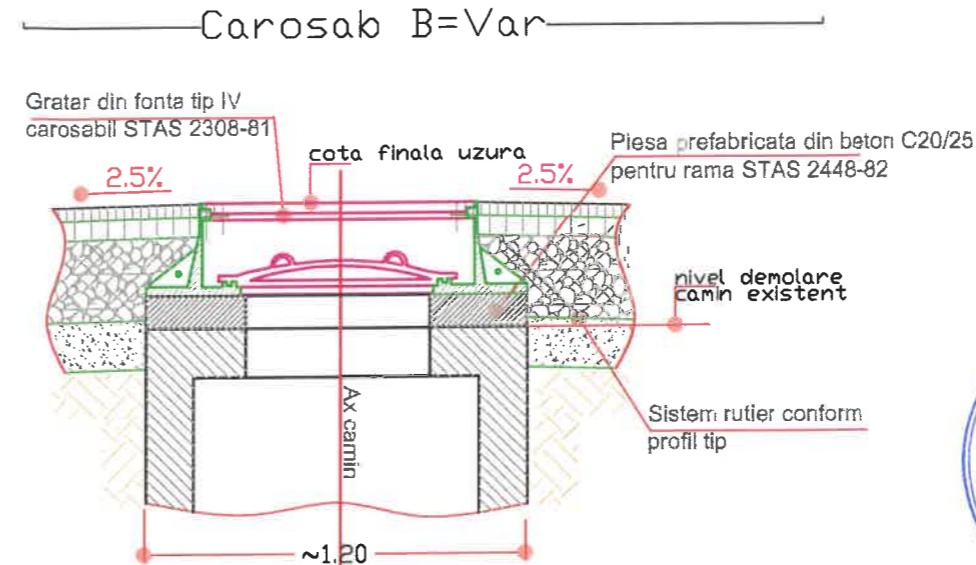 Carosab B=Var
Gratar din fonta tip IV
carosabil STAS 2308-81
cota finala uzura
Piesa prefabricata din beton C20/25
pentru rama STAS 2448-82
2.5%
2.5%
nivel demolare
camin existent
Ax camin
Sistem rutier conform
profil tip
~1.20